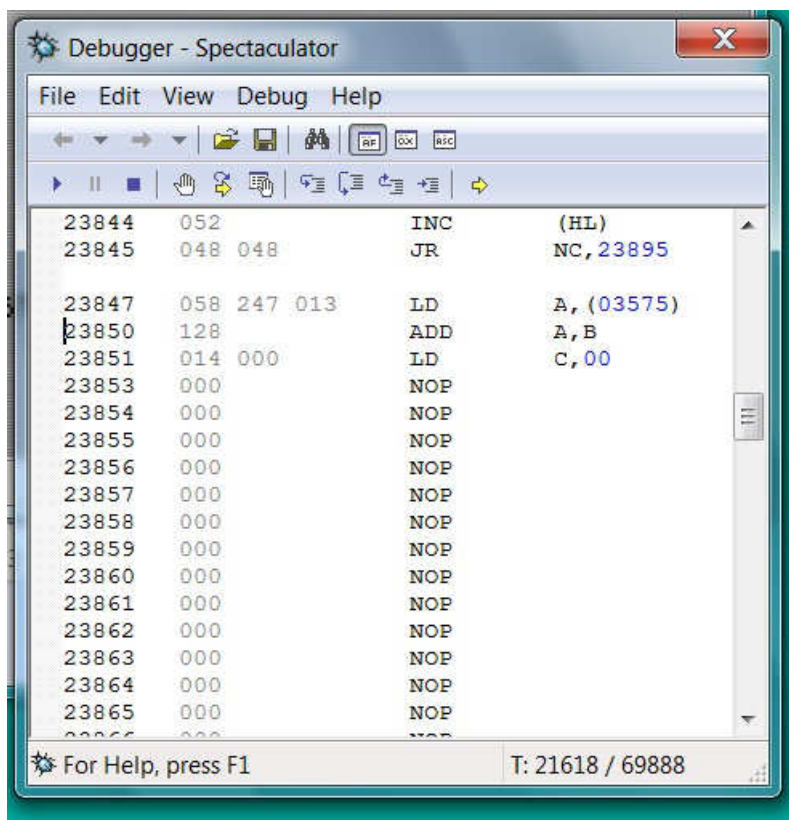 Debugger - Spectaculator
X
File Edit View Debug Help
AF 0X ASC
23844 052 INC (HL)
23845 048 048 JR NC,23895
23847 058 247 013 LD A,(03575)
23850 128 ADD A,B
23851 014 000 LD C,00
23853 000 NOP
23854 000 NOP
23855 000 NOP
23856 000 NOP
23857 000 NOP
23858 000 NOP
23859 000 NOP
23860 000 NOP
23861 000 NOP
23862 000 NOP
23863 000 NOP
23864 000 NOP
23865 000 NOP
For Help, press F1 T: 21618 / 69888